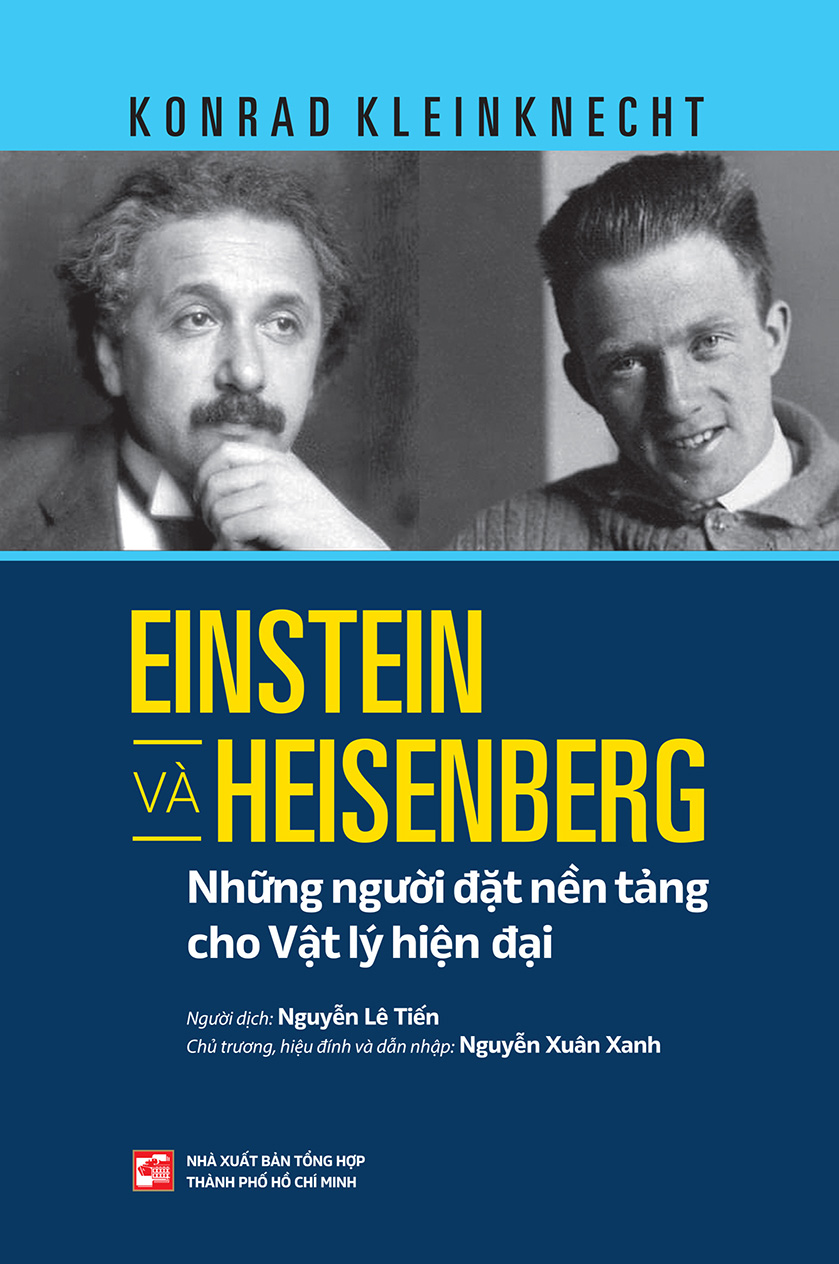 KONRAD KLEINKNECHT
EINSTEIN
VÀ HEISENBERG
Những người đặt nền tảng
cho Vật lý hiện đại
Người dịch: Nguyễn Lê Tiến
Chủ trương, hiệu đính và dẫn nhập: Nguyễn Xuân Xanh
NHÀ XUẤT BẢN TỔNG HỢP
THÀNH PHỐ HỒ CHÍ MINH